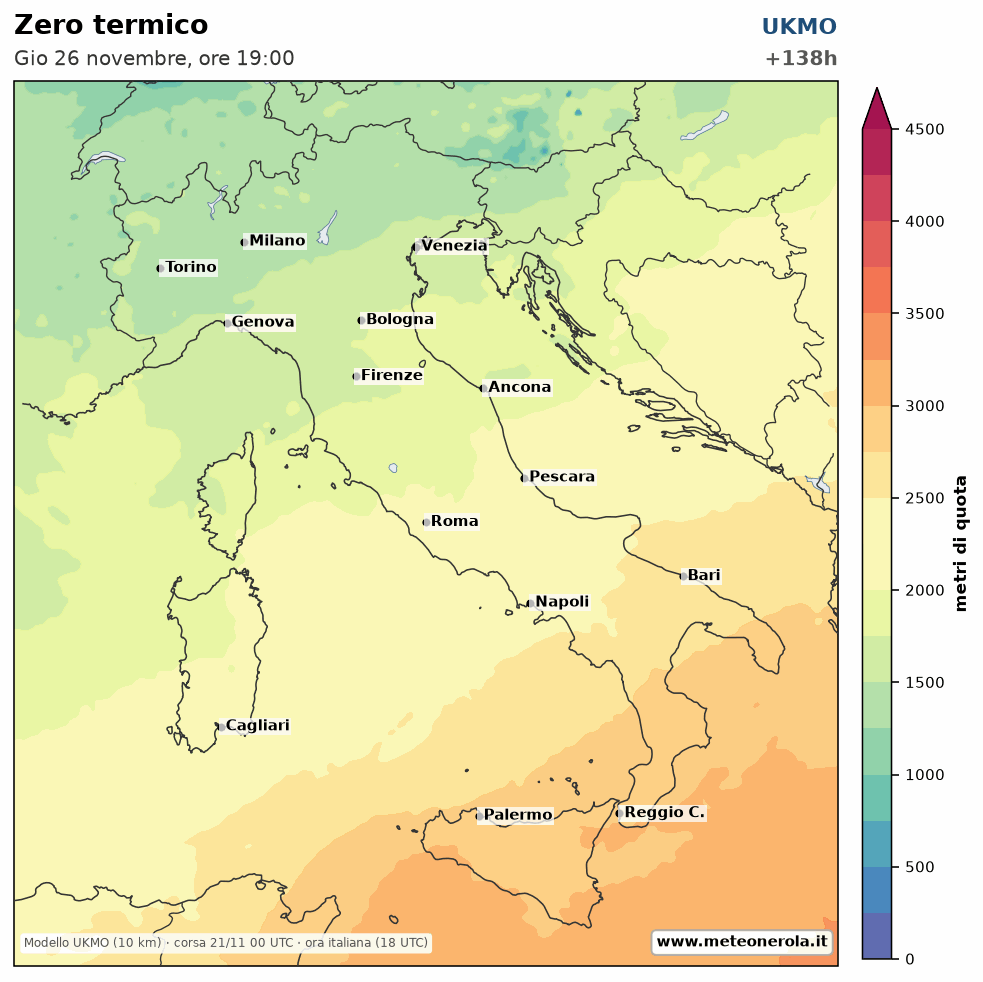 Zero termico
UKMO
Gio 26 novembre, ore 19:00
+138h
4500
4000
3500
3000
2500
2000
1500
1000
500
0
metri di quota
Milano
Venezia
Torino
Genova
Bologna
Firenze
Ancona
Pescara
Roma
Bari
Napoli
Cagliari
Palermo
Reggio C.
Modello UKMO (10 km) · corsa 21/11 00 UTC · ora italiana (18 UTC)
www.meteonerola.it